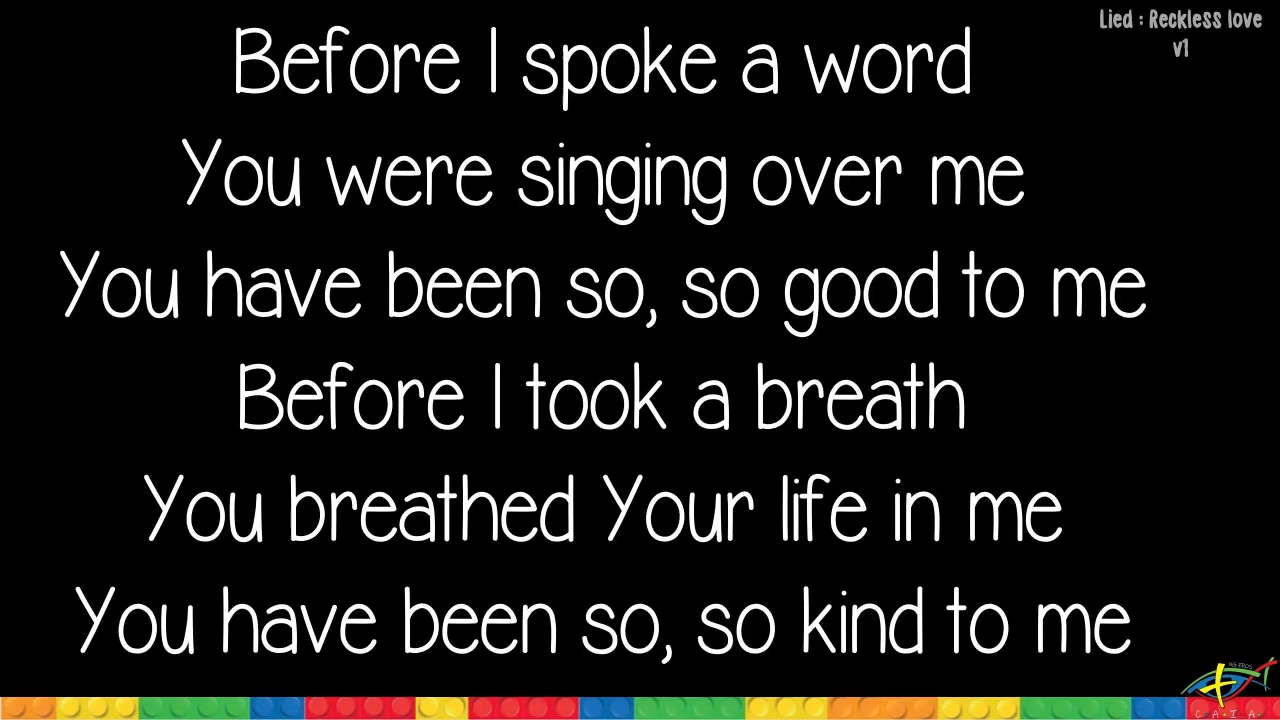 Lied : Reckless love
v1
Before I spoke a word
You were singing over me
You have been so, so good to me
Before I took a breath
You breathed Your life in me
You have been so, so kind to me
C A T A